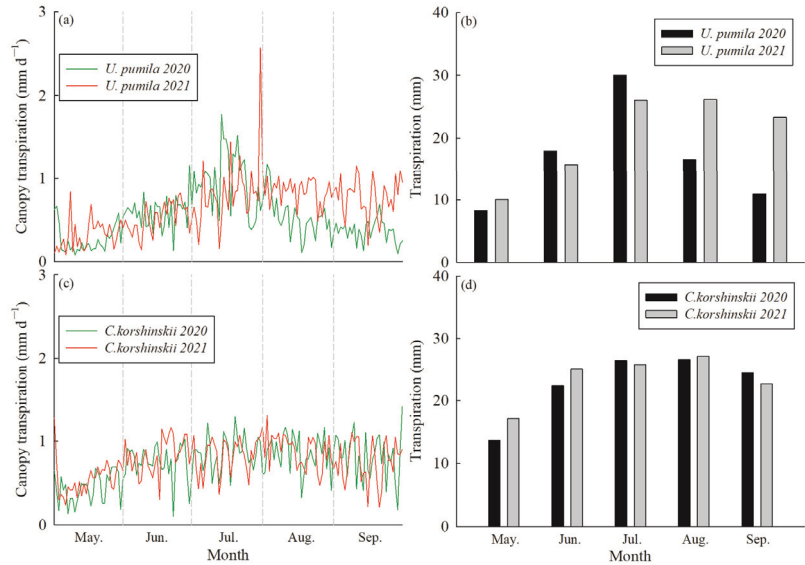 (a)
U. pumila 2020
U. pumila 2021
Canopy transpiration (mm d⁻¹)
3
2
1
0
(b)
U. pumila 2020
U. pumila 2021
Transpiration (mm)
40
30
20
10
0
(c)
C.korshinskii 2020
C.korshinskii 2021
Canopy transpiration (mm d⁻¹)
3
2
1
0
May. Jun. Jul. Aug. Sep.
Month
(d)
C.korshinskii 2020
C.korshinskii 2021
Transpiration (mm)
40
30
20
10
0
May. Jun. Jul. Aug. Sep.
Month